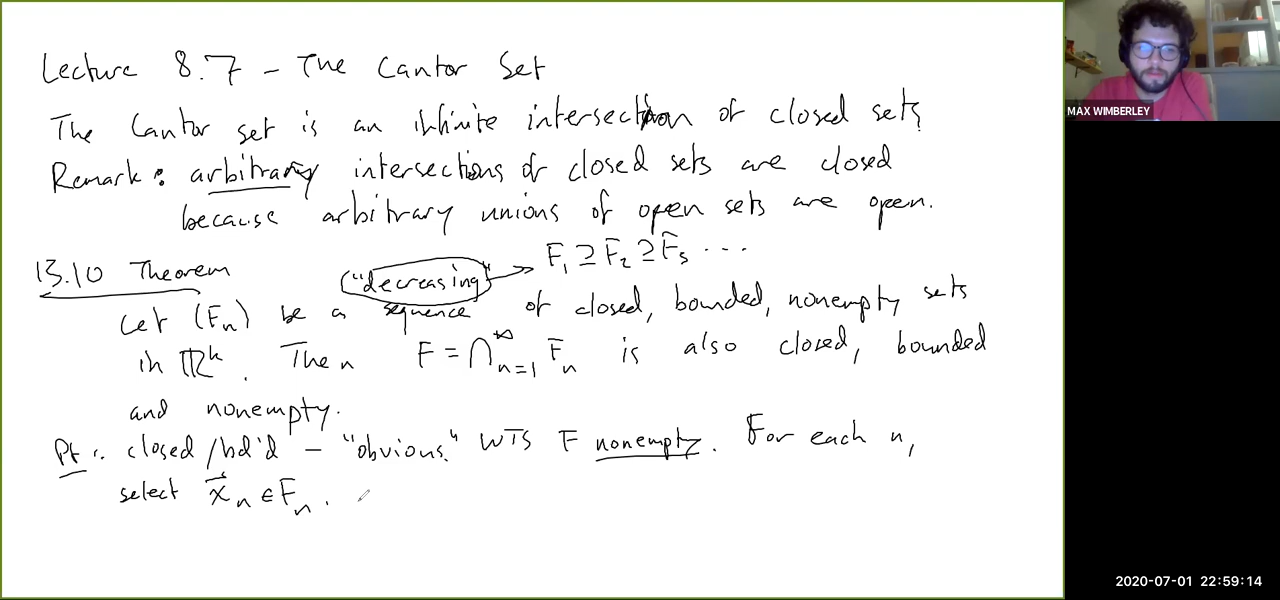 Lecture 8.7 - The Cantor Set
The Cantor set is an infinite intersection of closed sets
Remark: arbitrary intersections of closed sets are closed
because arbitrary unions of open sets are open.
13.10 Theorem
("decreasing") → F₁ ⊇ F₂ ⊇ F₃ ...
Let (Fₙ) be a sequence of closed, bounded, nonempty sets
in ℝᵏ. Then F = ⋂_{n=1}^∞ Fₙ is also closed, bounded
and nonempty.
Pf: closed/bd'd - "obvious." WTS F nonempty. For each n,
select x⃗ₙ ∈ Fₙ.
MAX WIMBERLEY
2020-07-01 22:59:14